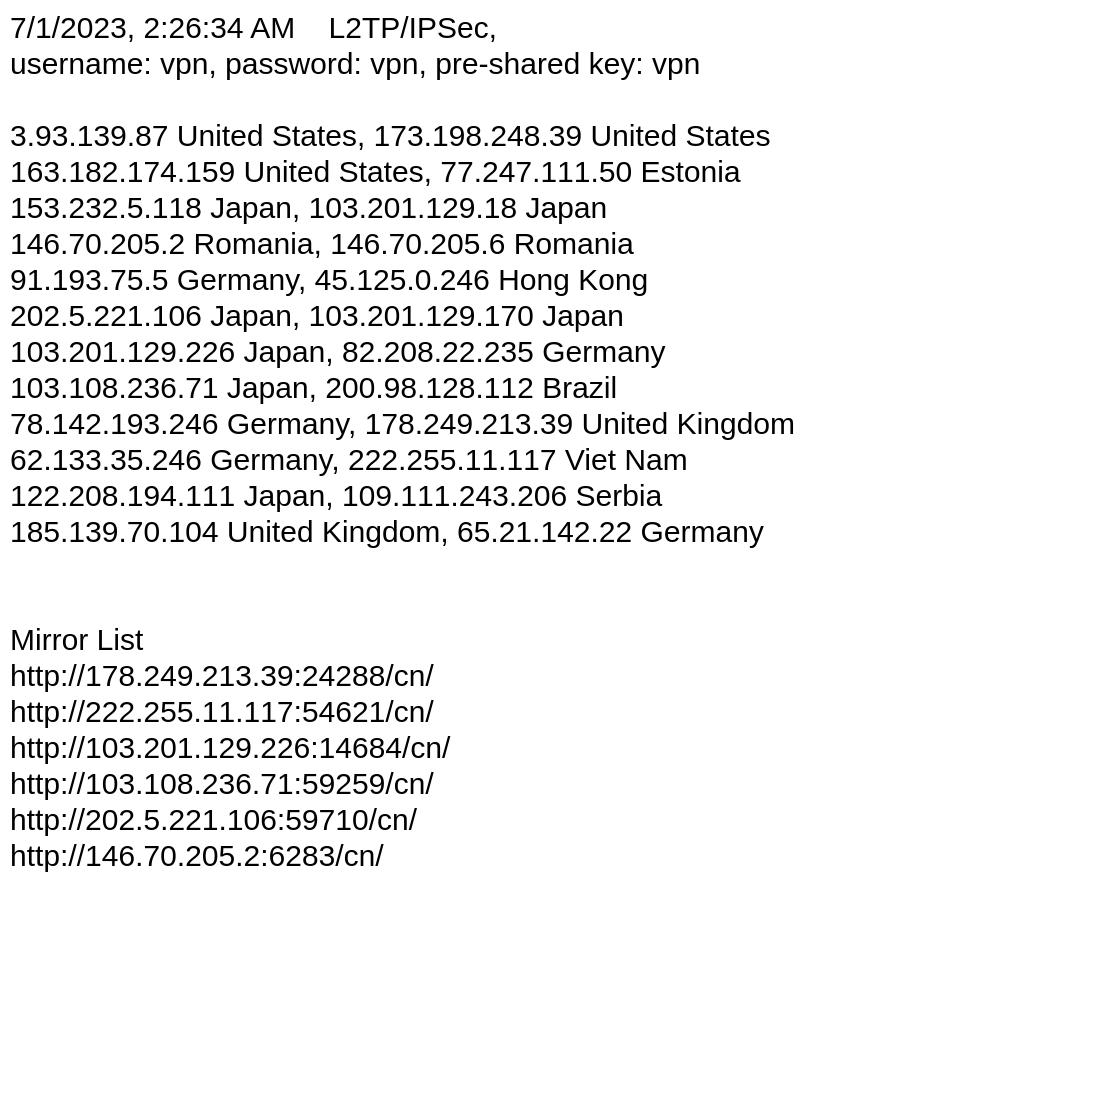 7/1/2023, 2:26:34 AM    L2TP/IPSec,
username: vpn, password: vpn, pre-shared key: vpn
3.93.139.87 United States, 173.198.248.39 United States
163.182.174.159 United States, 77.247.111.50 Estonia
153.232.5.118 Japan, 103.201.129.18 Japan
146.70.205.2 Romania, 146.70.205.6 Romania
91.193.75.5 Germany, 45.125.0.246 Hong Kong
202.5.221.106 Japan, 103.201.129.170 Japan
103.201.129.226 Japan, 82.208.22.235 Germany
103.108.236.71 Japan, 200.98.128.112 Brazil
78.142.193.246 Germany, 178.249.213.39 United Kingdom
62.133.35.246 Germany, 222.255.11.117 Viet Nam
122.208.194.111 Japan, 109.111.243.206 Serbia
185.139.70.104 United Kingdom, 65.21.142.22 Germany
Mirror List
http://178.249.213.39:24288/cn/
http://222.255.11.117:54621/cn/
http://103.201.129.226:14684/cn/
http://103.108.236.71:59259/cn/
http://202.5.221.106:59710/cn/
http://146.70.205.2:6283/cn/